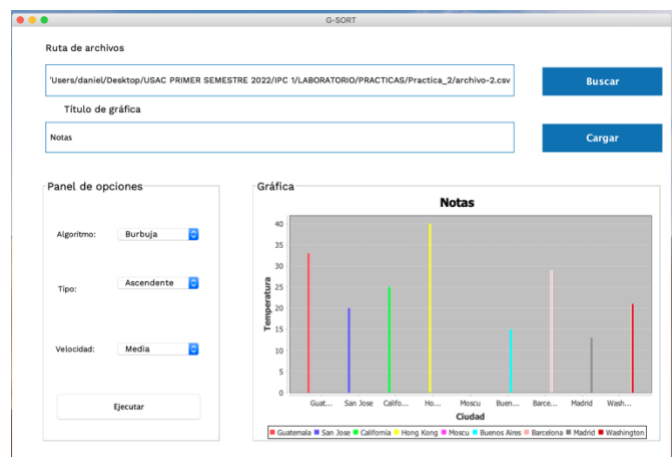 G-SORT
Ruta de archivos
'Users/daniel/Desktop/USAC PRIMER SEMESTRE 2022/IPC 1/LABORATORIO/PRACTICAS/Practica_2/archivo-2.csv
Buscar
Título de gráfica
Notas
Cargar
Panel de opciones
Algoritmo: Burbuja
Tipo: Ascendente
Velocidad: Media
Ejecutar
Gráfica
Notas
Temperatura
40
35
30
25
20
15
10
5
0
Guat... San Jose Califo... Ho... Moscu Buen... Barce... Madrid Wash...
Ciudad
Guatemala San Jose California Hong Kong Moscu Buenos Aires Barcelona Madrid Washington